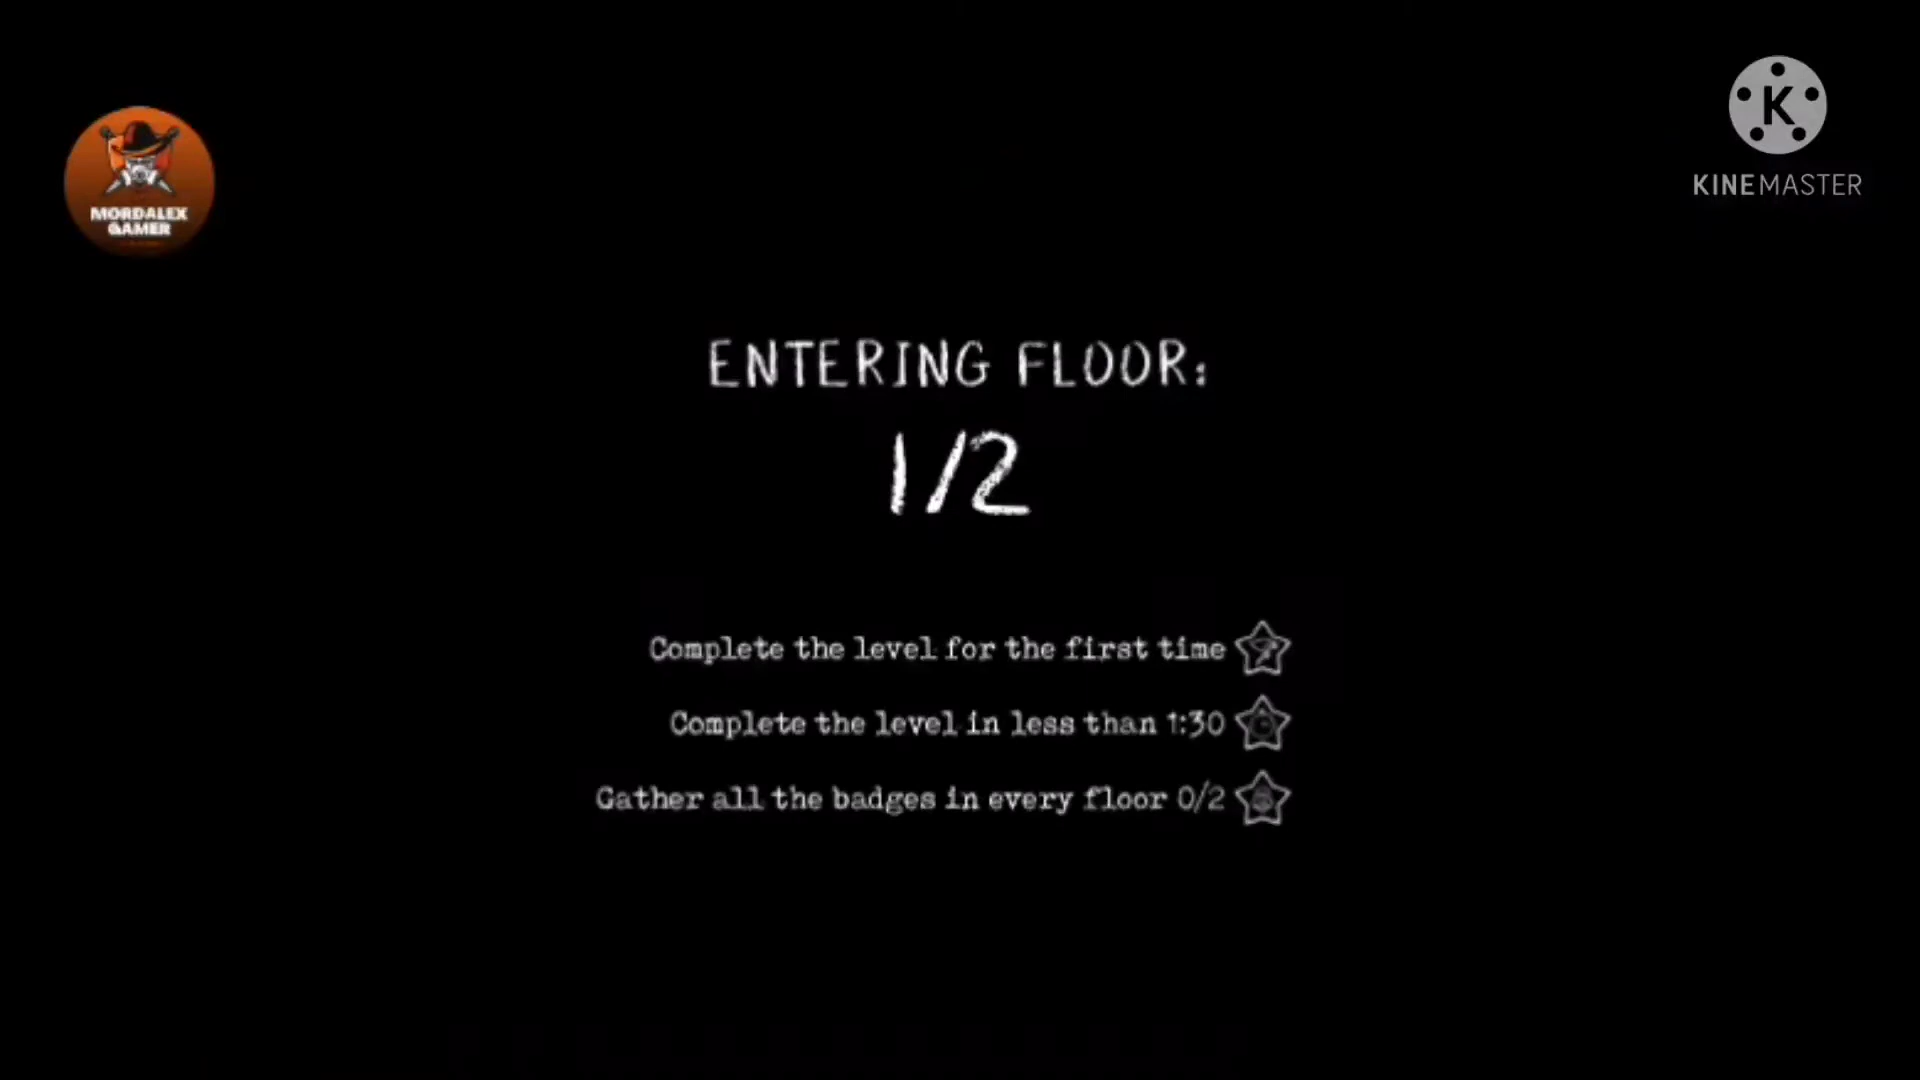 MORDALEX
GAMER
K
KINEMASTER
ENTERING FLOOR:
1/2
Complete the level for the first time
Complete the level in less than 1:30
Gather all the badges in every floor 0/2